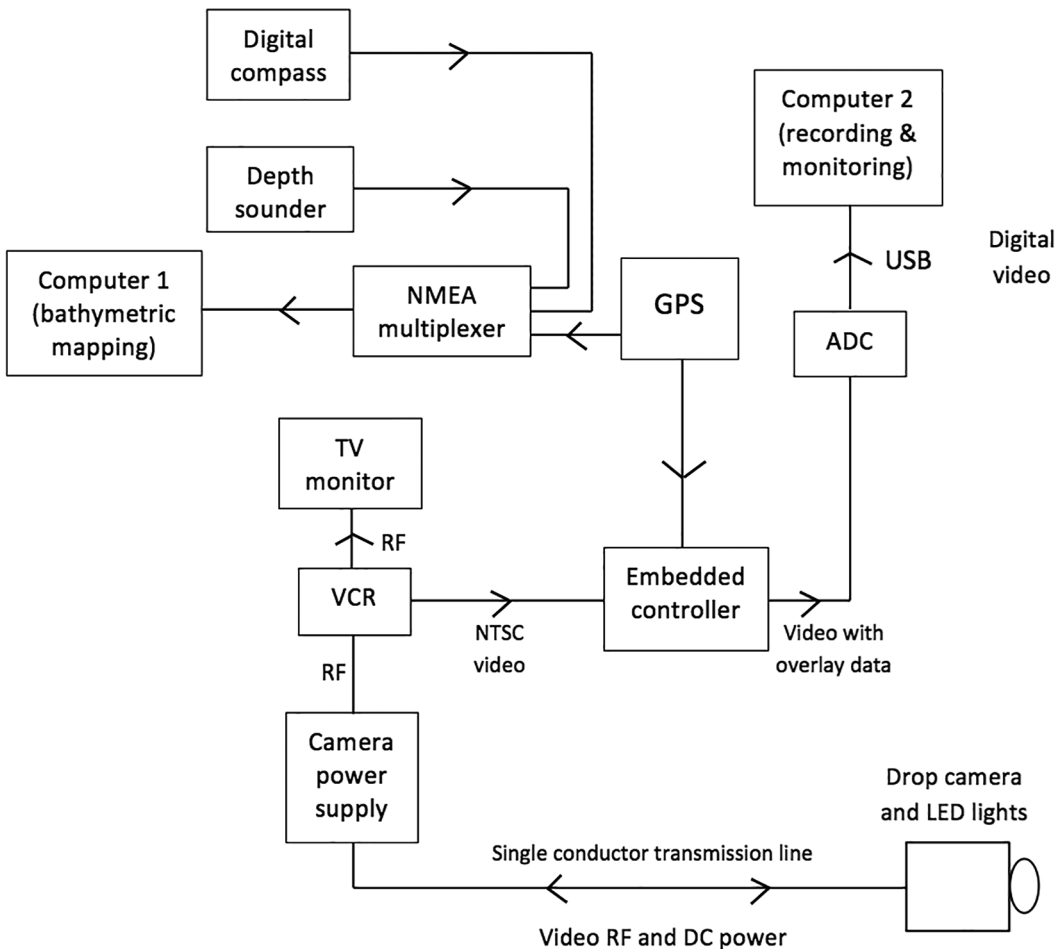 Digital
compass
Depth
sounder
Computer 1
(bathymetric
mapping)
NMEA
multiplexer
GPS
Computer 2
(recording &
monitoring)
USB
Digital
video
ADC
TV
monitor
RF
VCR
NTSC
video
Embedded
controller
Video with
overlay data
RF
Camera
power
supply
Drop camera
and LED lights
Single conductor transmission line
Video RF and DC power